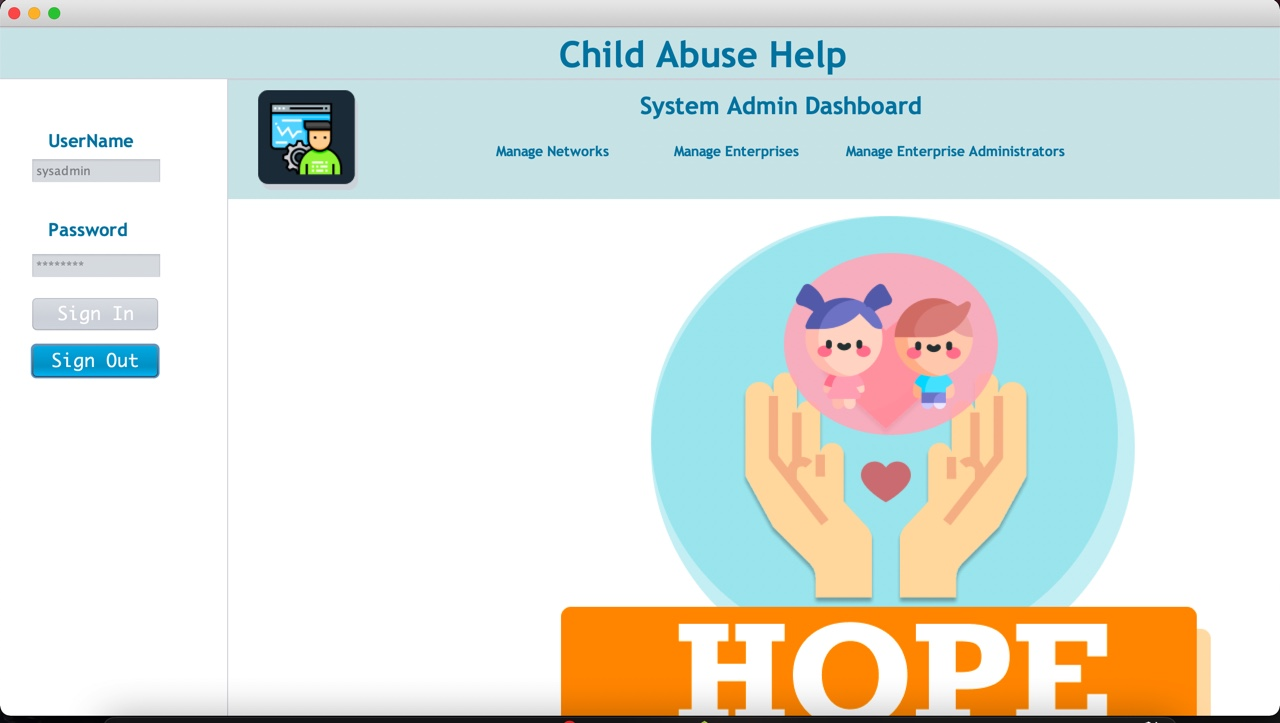 Child Abuse Help
System Admin Dashboard
Manage Networks
Manage Enterprises
Manage Enterprise Administrators
UserName
sysadmin
Password
********
Sign In
Sign Out
HOPE